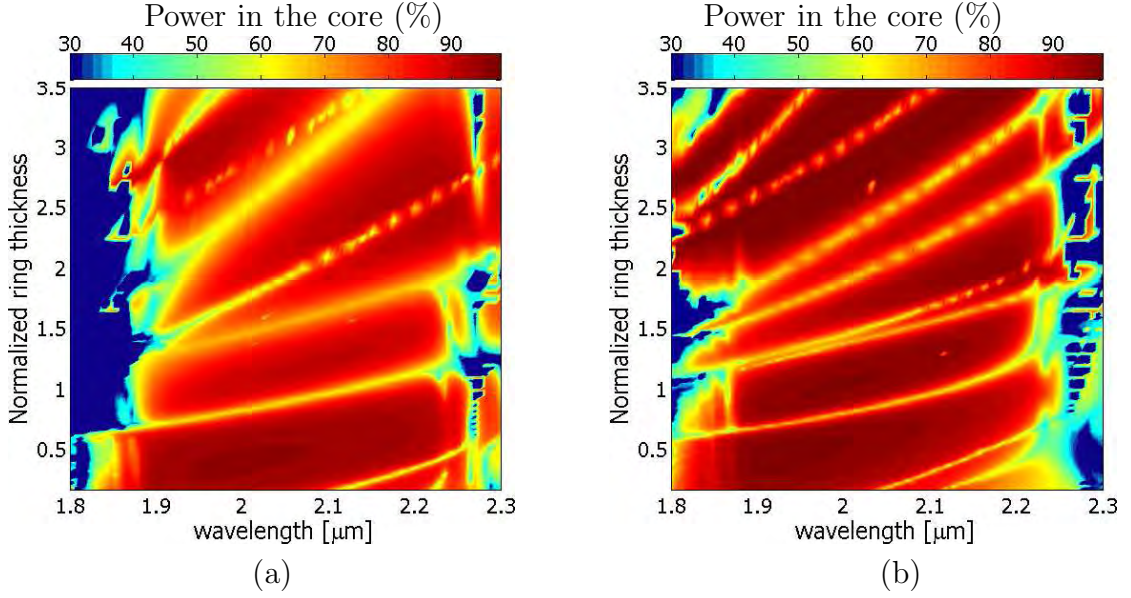 Power in the core (%)
30 40 50 60 70 80 90
3.5
3
2.5
2
1.5
1
0.5
Normalized ring thickness
1.8 1.9 2 2.1 2.2 2.3
wavelength [μm]
(a)
Power in the core (%)
30 40 50 60 70 80 90
3.5
3
2.5
2
1.5
1
0.5
Normalized ring thickness
1.8 1.9 2 2.1 2.2 2.3
wavelength [μm]
(b)